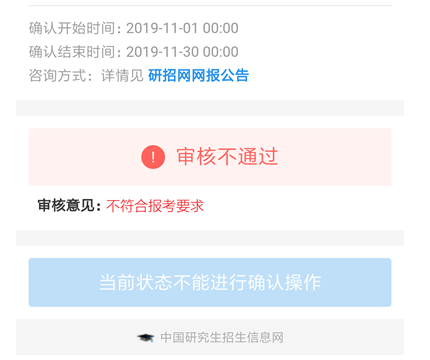 确认开始时间：2019-11-01 00:00
确认结束时间：2019-11-30 00:00
咨询方式：详情见 研招网网报公告
! 审核不通过
审核意见：不符合报考要求
当前状态不能进行确认操作
中国研究生招生信息网